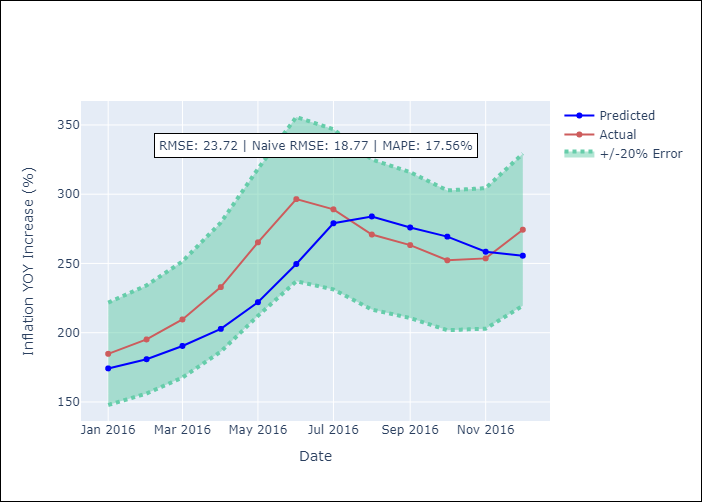 RMSE: 23.72 | Naive RMSE: 18.77 | MAPE: 17.56%
Predicted
Actual
+/-20% Error
Inflation YOY Increase (%)
350
300
250
200
150
Jan 2016 Mar 2016 May 2016 Jul 2016 Sep 2016 Nov 2016
Date